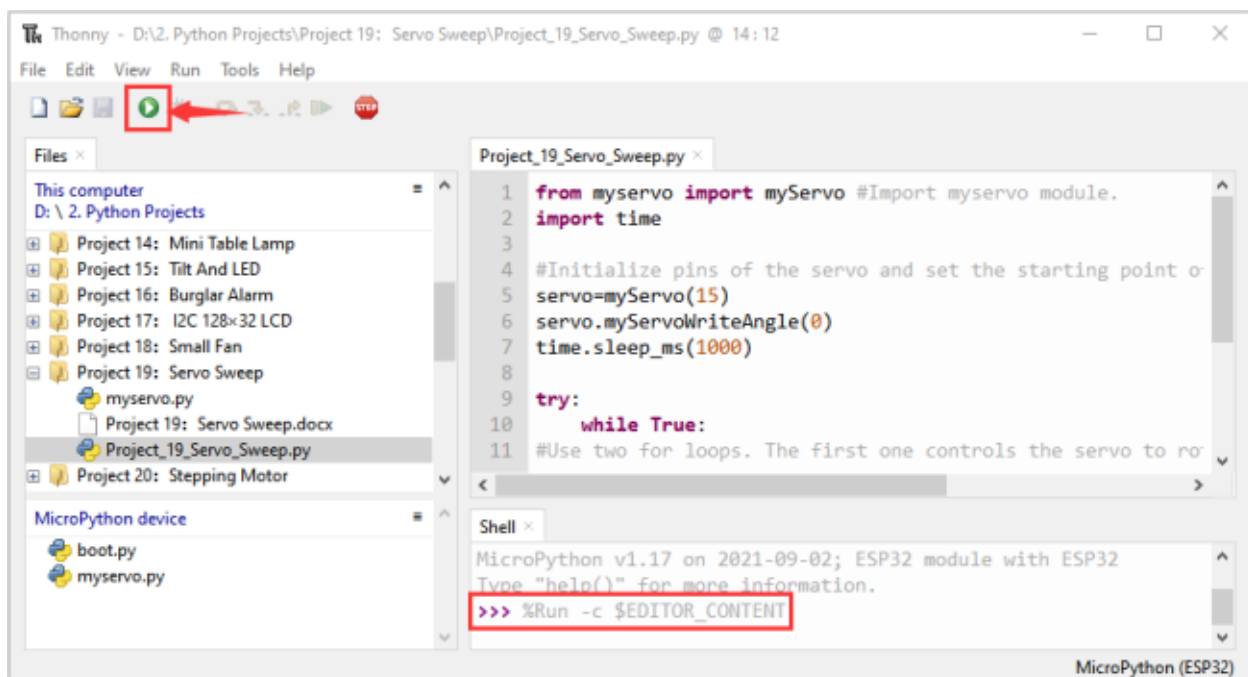 Thonny - D:\2. Python Projects\Project 19: Servo Sweep\Project_19_Servo_Sweep.py @ 14:12
File Edit View Run Tools Help
STOP
Files
This computer
D: \ 2. Python Projects
Project 14: Mini Table Lamp
Project 15: Tilt And LED
Project 16: Burglar Alarm
Project 17: I2C 128×32 LCD
Project 18: Small Fan
Project 19: Servo Sweep
myservo.py
Project 19: Servo Sweep.docx
Project_19_Servo_Sweep.py
Project 20: Stepping Motor
MicroPython device
boot.py
myservo.py
Project_19_Servo_Sweep.py
1 from myservo import myServo #Import myservo module.
2 import time
3
4 #Initialize pins of the servo and set the starting point o
5 servo=myServo(15)
6 servo.myServoWriteAngle(0)
7 time.sleep_ms(1000)
8
9 try:
10 while True:
11 #Use two for loops. The first one controls the servo to ro
Shell
MicroPython v1.17 on 2021-09-02; ESP32 module with ESP32
Type "help()" for more information.
>>> %Run -c $EDITOR_CONTENT
MicroPython (ESP32)